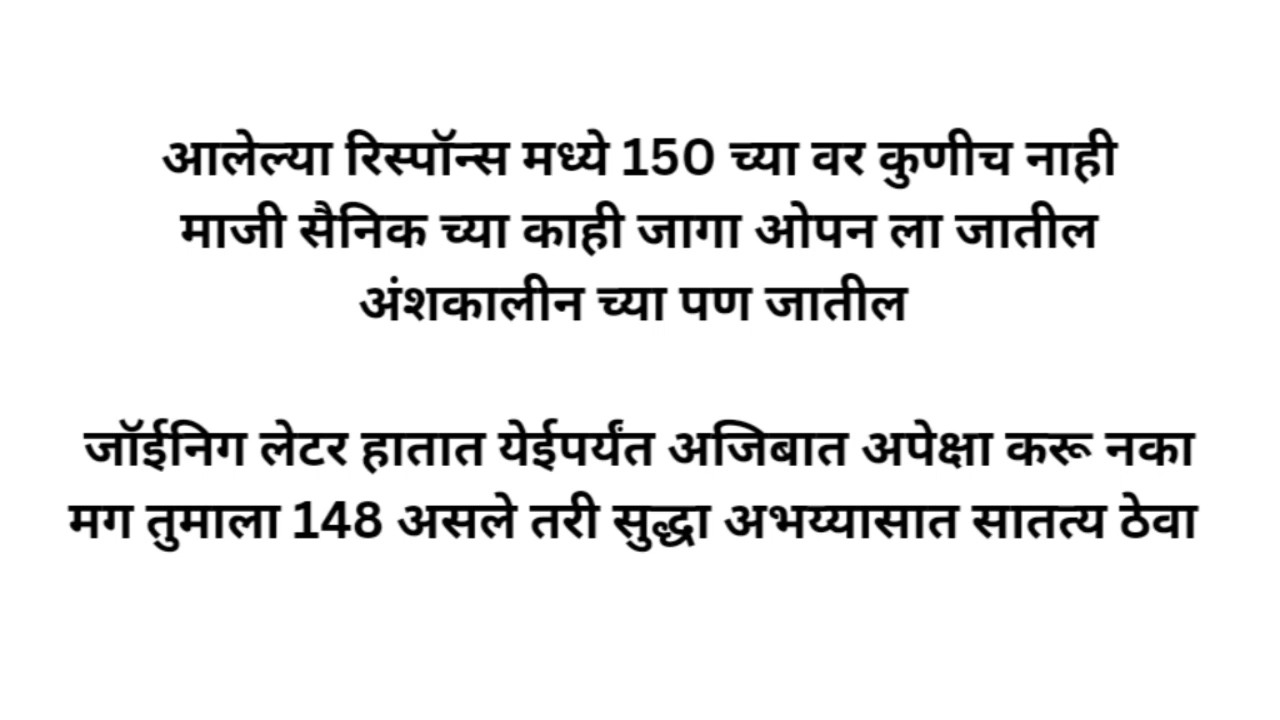 आलेल्या रिस्पॉन्स मध्ये 150 च्या वर कुणीच नाही
माजी सैनिक च्या काही जागा ओपन ला जातील
अंशकालीन च्या पण जातील
जॉईनिग लेटर हातात येईपर्यंत अजिबात अपेक्षा करू नका
मग तुमाला 148 असले तरी सुद्धा अभय्यासात सातत्य ठेवा